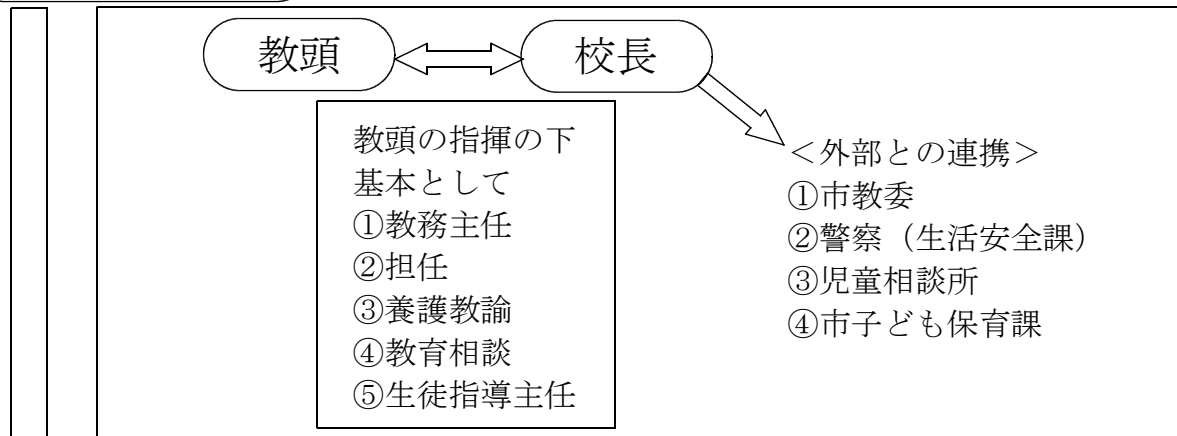 教頭
校長
教頭の指揮の下
基本として
①教務主任
②担任
③養護教諭
④教育相談
⑤生徒指導主任
＜外部との連携＞
①市教委
②警察（生活安全課）
③児童相談所
④市子ども保育課